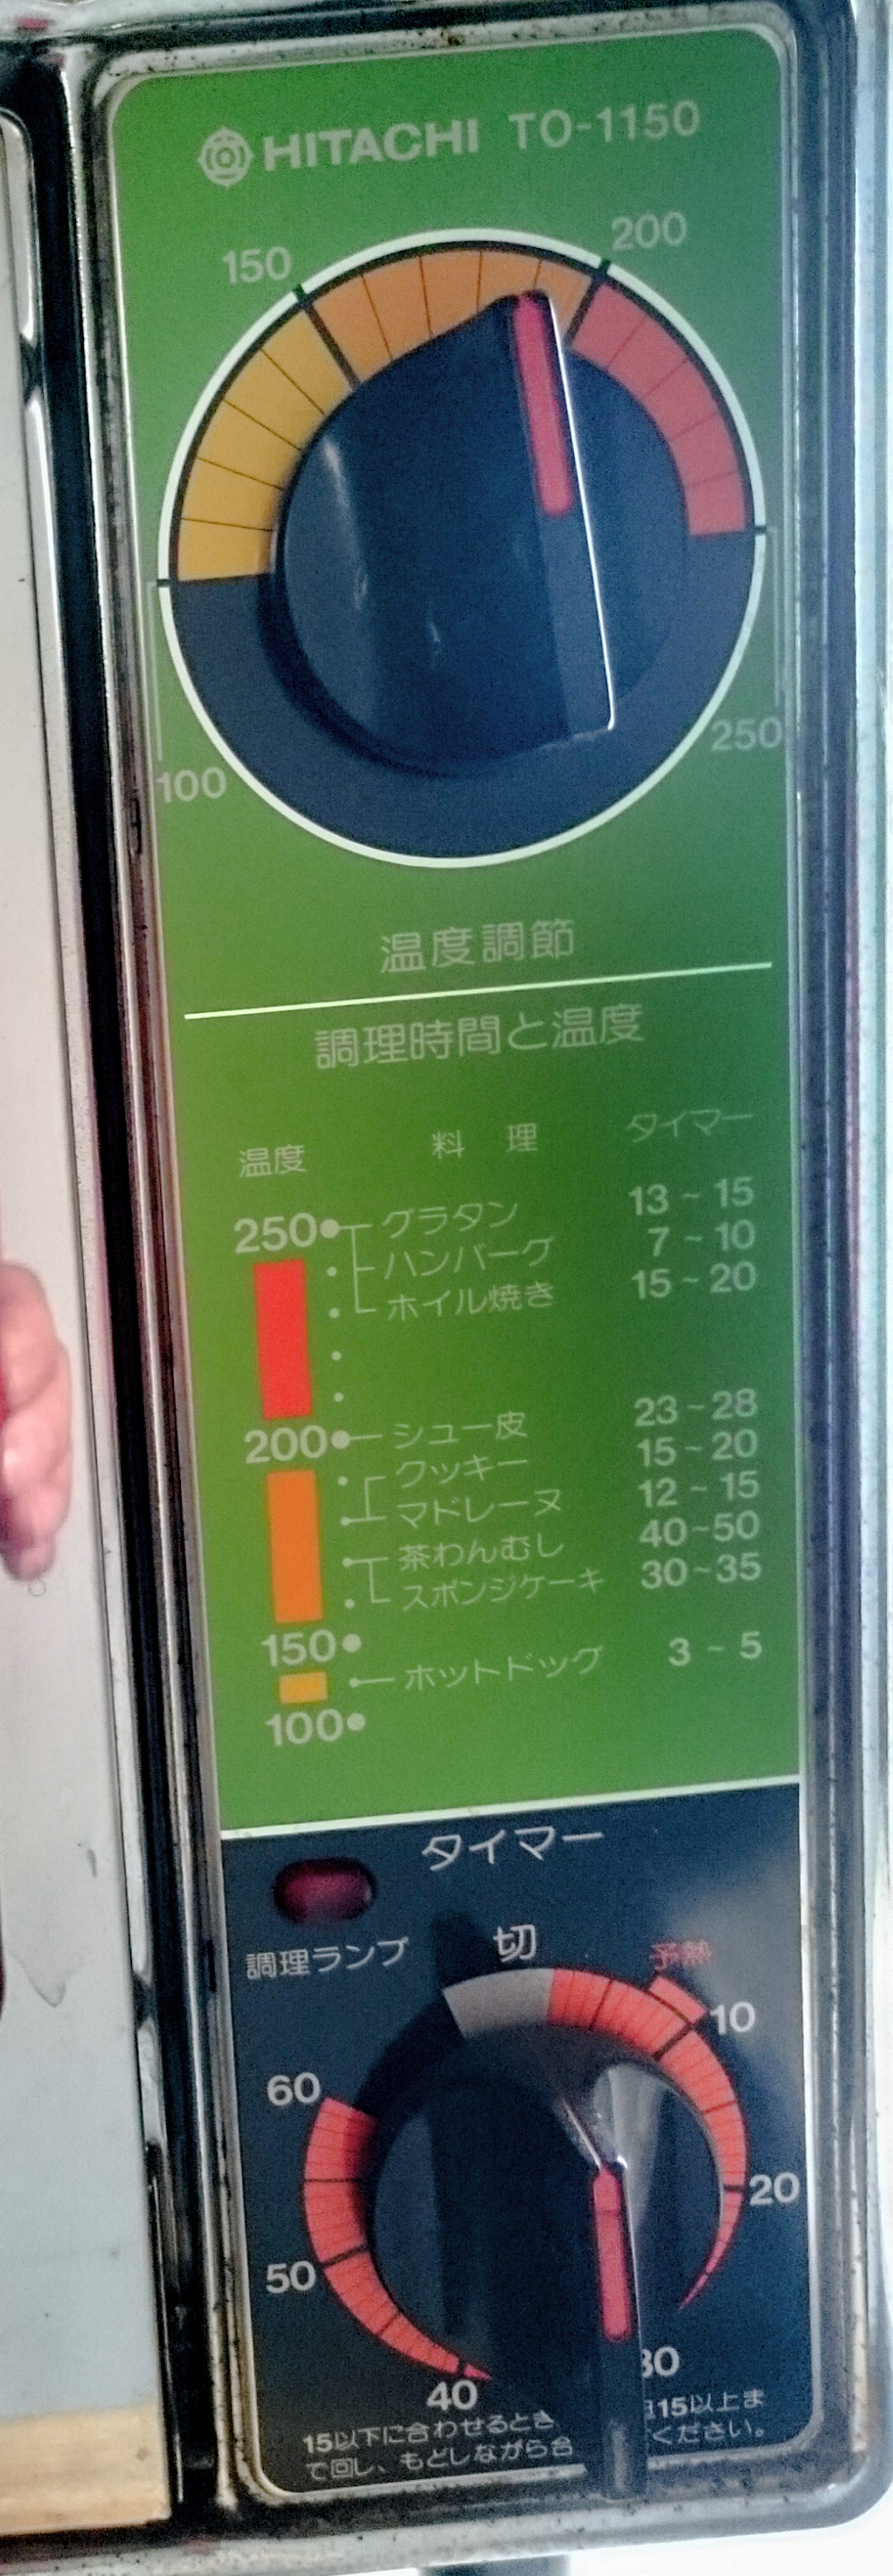 HITACHI TO-1150
150
200
100
250
温度調節
調理時間と温度
温度 料理 タイマー
250 グラタン 13~15
ハンバーグ 7~10
ホイル焼き 15~20
200 シュー皮 23~28
クッキー 15~20
マドレーヌ 12~15
茶わんむし 40~50
スポンジケーキ 30~35
150
ホットドッグ 3~5
100
タイマー
調理ランプ
切
予熱
10
60
20
50
30
40
15以下に合わせるとき 15以上ま
で回し、もどしながら合 ください。